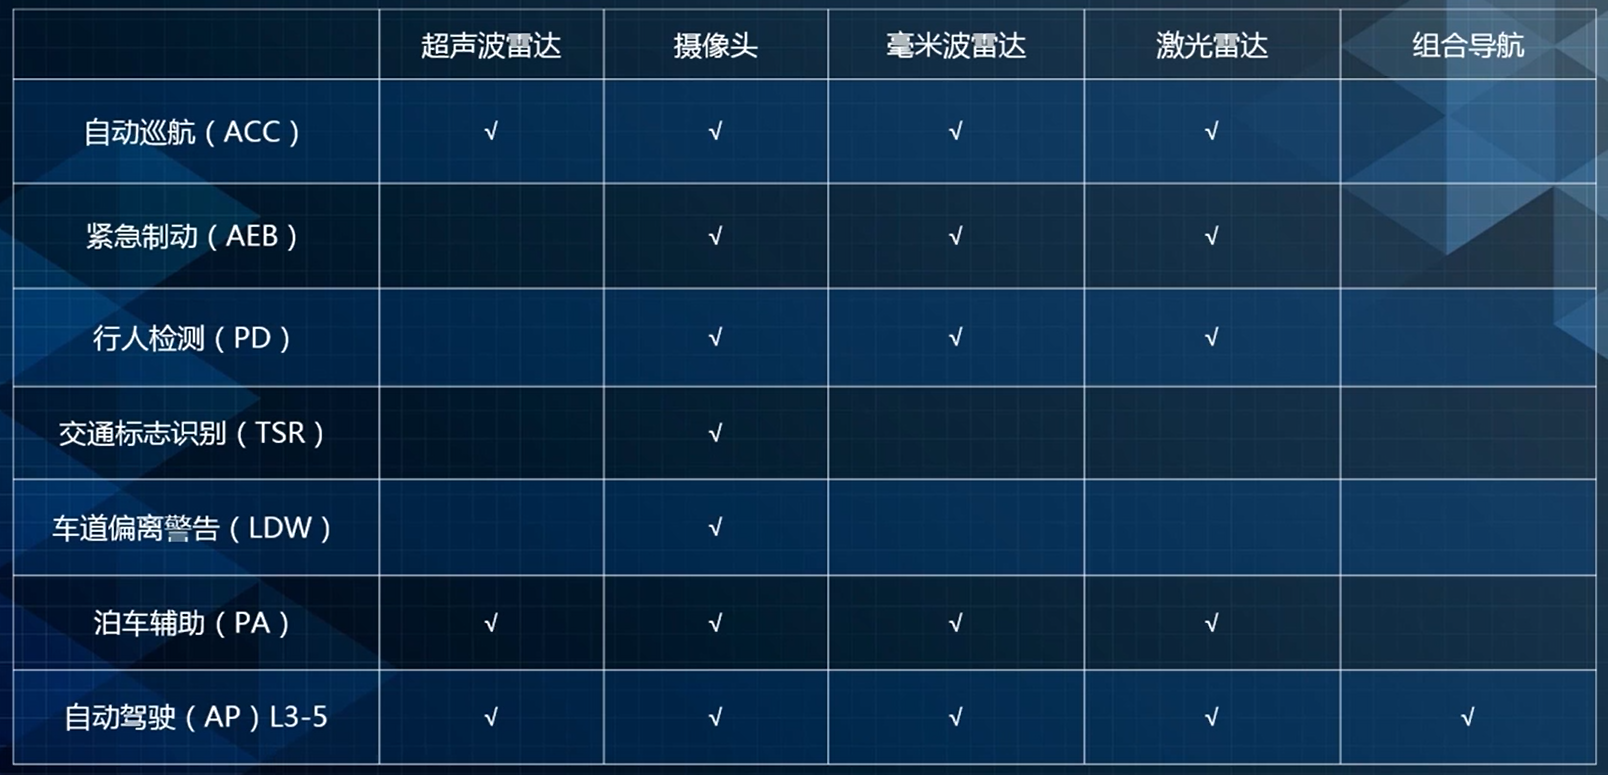 超声波雷达 摄像头 毫米波雷达 激光雷达 组合导航
自动巡航（ACC） √ √ √ √
紧急制动（AEB） √ √ √
行人检测（PD） √ √ √
交通标志识别（TSR） √
车道偏离警告（LDW） √
泊车辅助（PA） √ √ √ √
自动驾驶（AP）L3-5 √ √ √ √ √